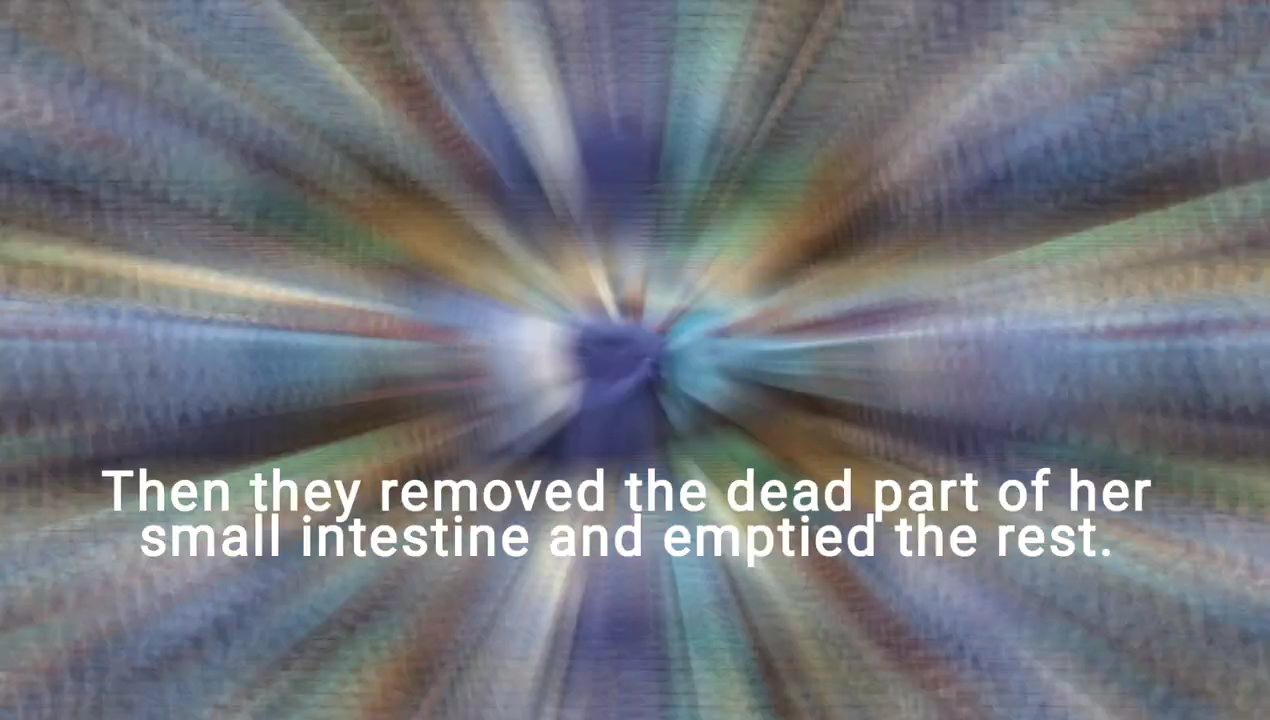 Then they removed the dead part of her
small intestine and emptied the rest.